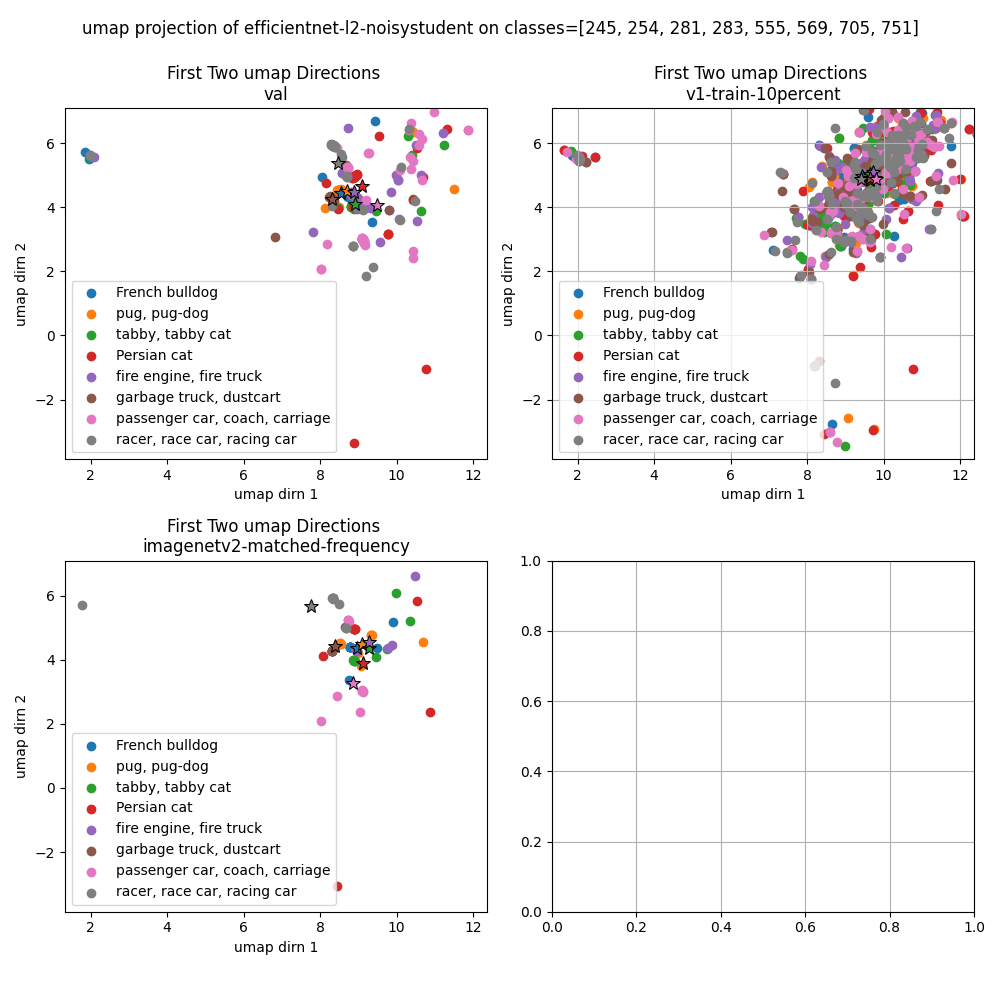 umap projection of efficientnet-l2-noisystudent on classes=[245, 254, 281, 283, 555, 569, 705, 751]
First Two umap Directions
val
umap dirn 2
6
4
2
0
−2
French bulldog
pug, pug-dog
tabby, tabby cat
Persian cat
fire engine, fire truck
garbage truck, dustcart
passenger car, coach, carriage
racer, race car, racing car
2 4 6 8 10 12
umap dirn 1
First Two umap Directions
v1-train-10percent
umap dirn 2
6
4
2
0
−2
French bulldog
pug, pug-dog
tabby, tabby cat
Persian cat
fire engine, fire truck
garbage truck, dustcart
passenger car, coach, carriage
racer, race car, racing car
2 4 6 8 10 12
umap dirn 1
First Two umap Directions
imagenetv2-matched-frequency
umap dirn 2
6
4
2
0
−2
French bulldog
pug, pug-dog
tabby, tabby cat
Persian cat
fire engine, fire truck
garbage truck, dustcart
passenger car, coach, carriage
racer, race car, racing car
2 4 6 8 10 12
umap dirn 1
1.0
0.8
0.6
0.4
0.2
0.0
0.0 0.2 0.4 0.6 0.8 1.0